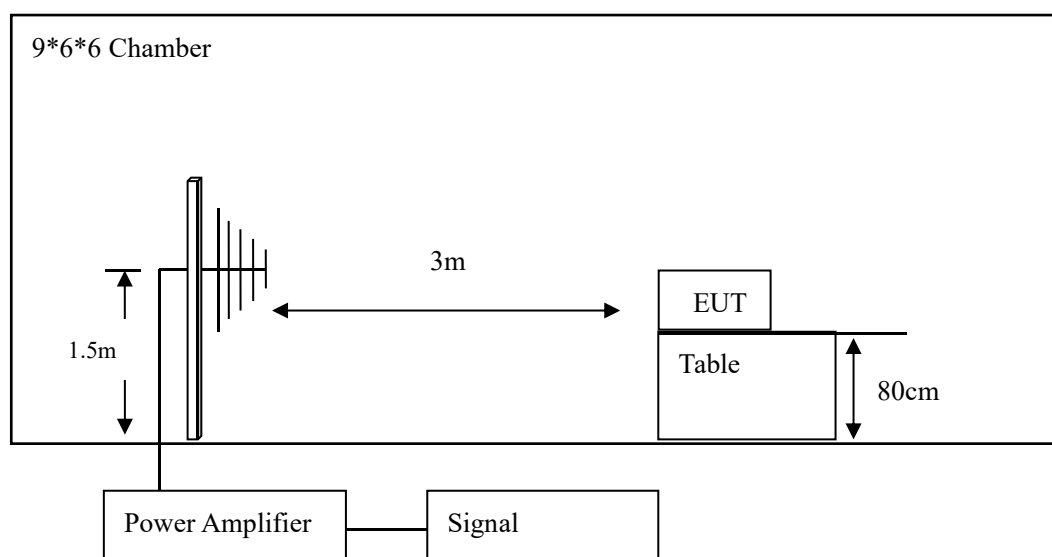 9*6*6 Chamber
3m
EUT
1.5m
Table
80cm
Power Amplifier
Signal